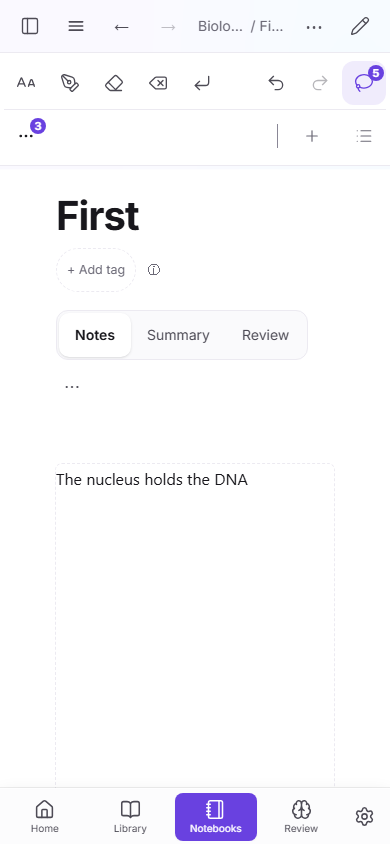 Biolo... / Fi...
AA
5
3
First
+ Add tag
Notes Summary Review
The nucleus holds the DNA
Home Library Notebooks Review